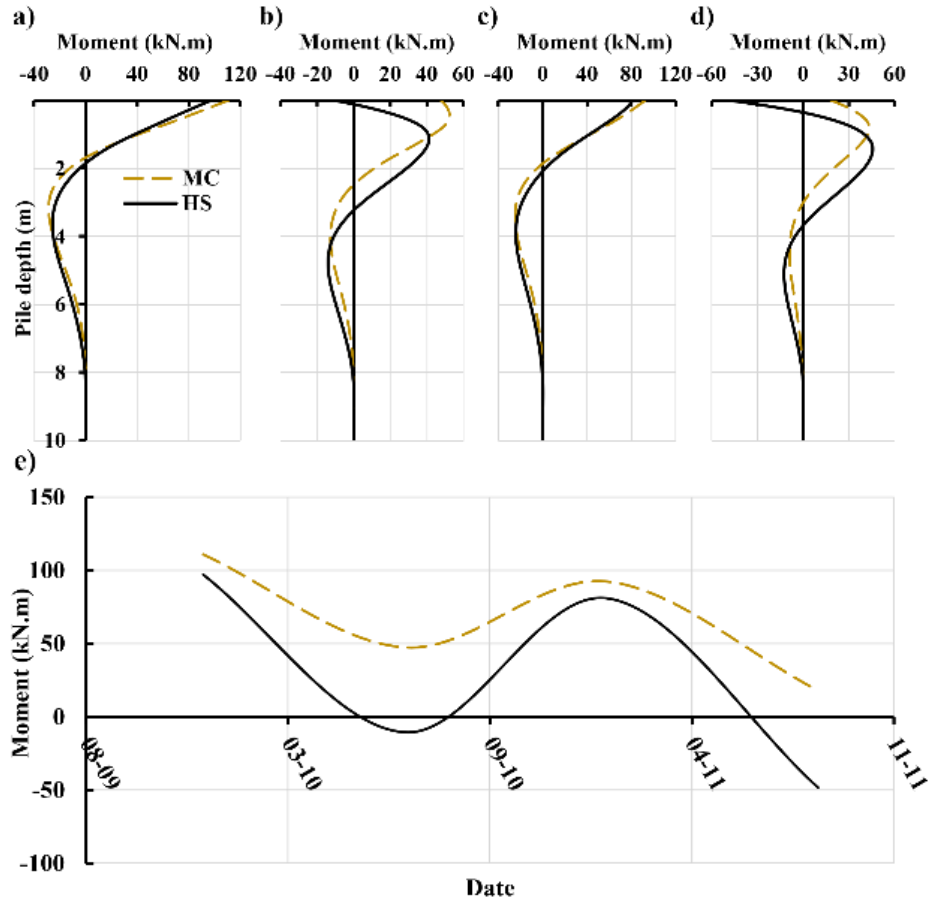 a)
Moment (kN.m)
-40 0 40 80 120
b)
Moment (kN.m)
-40 -20 0 20 40 60
c)
Moment (kN.m)
-40 0 40 80 120
d)
Moment (kN.m)
-60 -30 0 30 60
Pile depth (m)
2
4
6
8
10
MC
HS
e)
Moment (kN.m)
150
100
50
0
-50
-100
08-09 03-10 09-10 04-11 11-11
Date